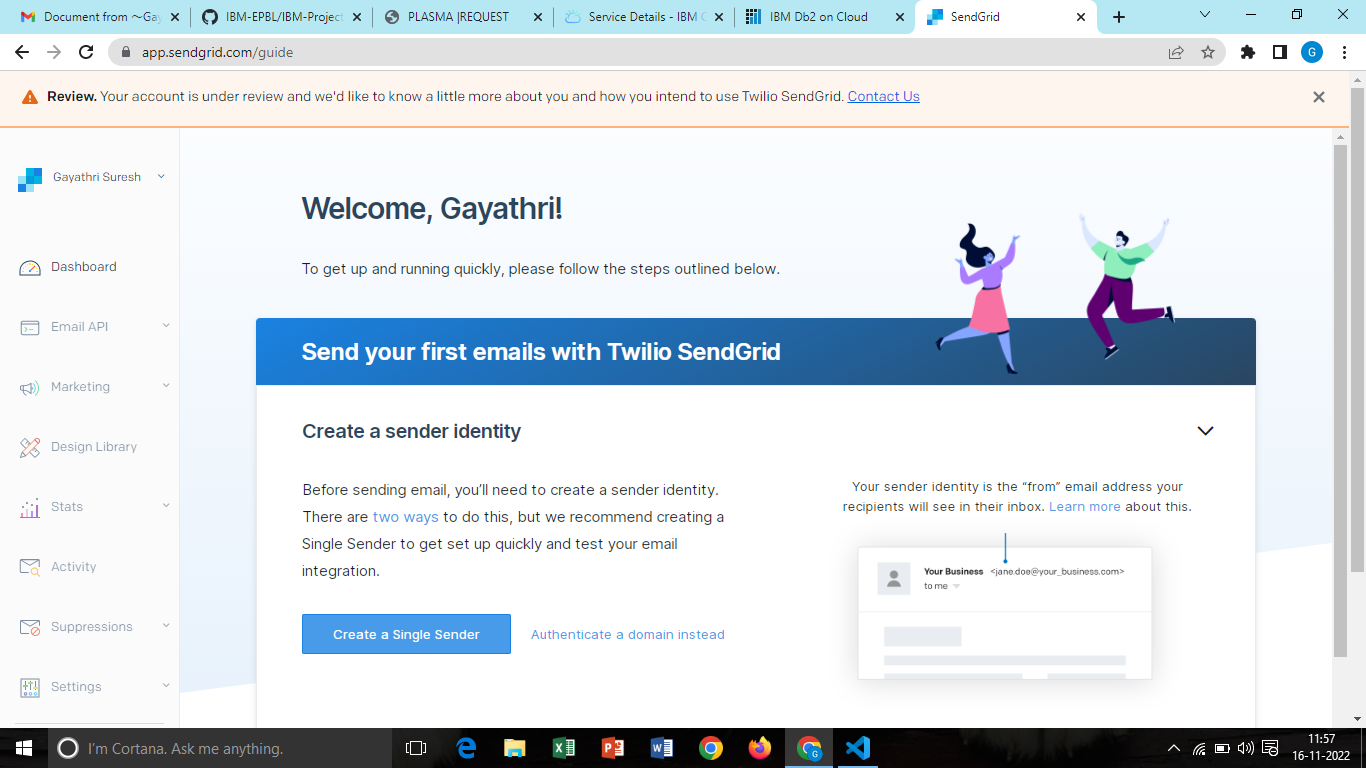 Document from ~Gay
IBM-EPBL/IBM-Project
PLASMA |REQUEST
Service Details - IBM C
IBM Db2 on Cloud
SendGrid
app.sendgrid.com/guide
G
Review. Your account is under review and we'd like to know a little more about you and how you intend to use Twilio SendGrid. Contact Us
Gayathri Suresh
Dashboard
Email API
Marketing
Design Library
Stats
Activity
Suppressions
Settings
Welcome, Gayathri!
To get up and running quickly, please follow the steps outlined below.
Send your first emails with Twilio SendGrid
Create a sender identity
Before sending email, you’ll need to create a sender identity.
There are two ways to do this, but we recommend creating a
Single Sender to get set up quickly and test your email
integration.
Create a Single Sender
Authenticate a domain instead
Your sender identity is the “from” email address your
recipients will see in their inbox. Learn more about this.
Your Business <jane.doe@your_business.com>
to me
I'm Cortana. Ask me anything.
11:57
16-11-2022